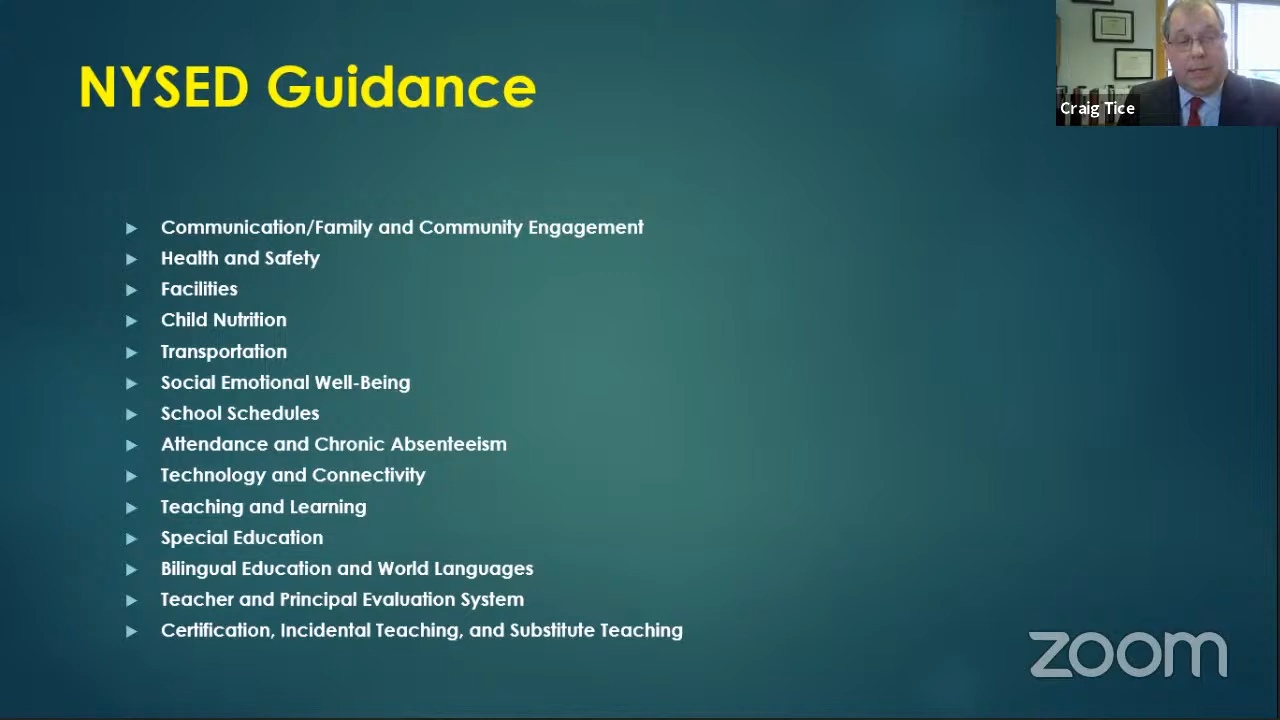 NYSED Guidance
Craig Tice
Communication/Family and Community Engagement
Health and Safety
Facilities
Child Nutrition
Transportation
Social Emotional Well-Being
School Schedules
Attendance and Chronic Absenteeism
Technology and Connectivity
Teaching and Learning
Special Education
Bilingual Education and World Languages
Teacher and Principal Evaluation System
Certification, Incidental Teaching, and Substitute Teaching
zoom